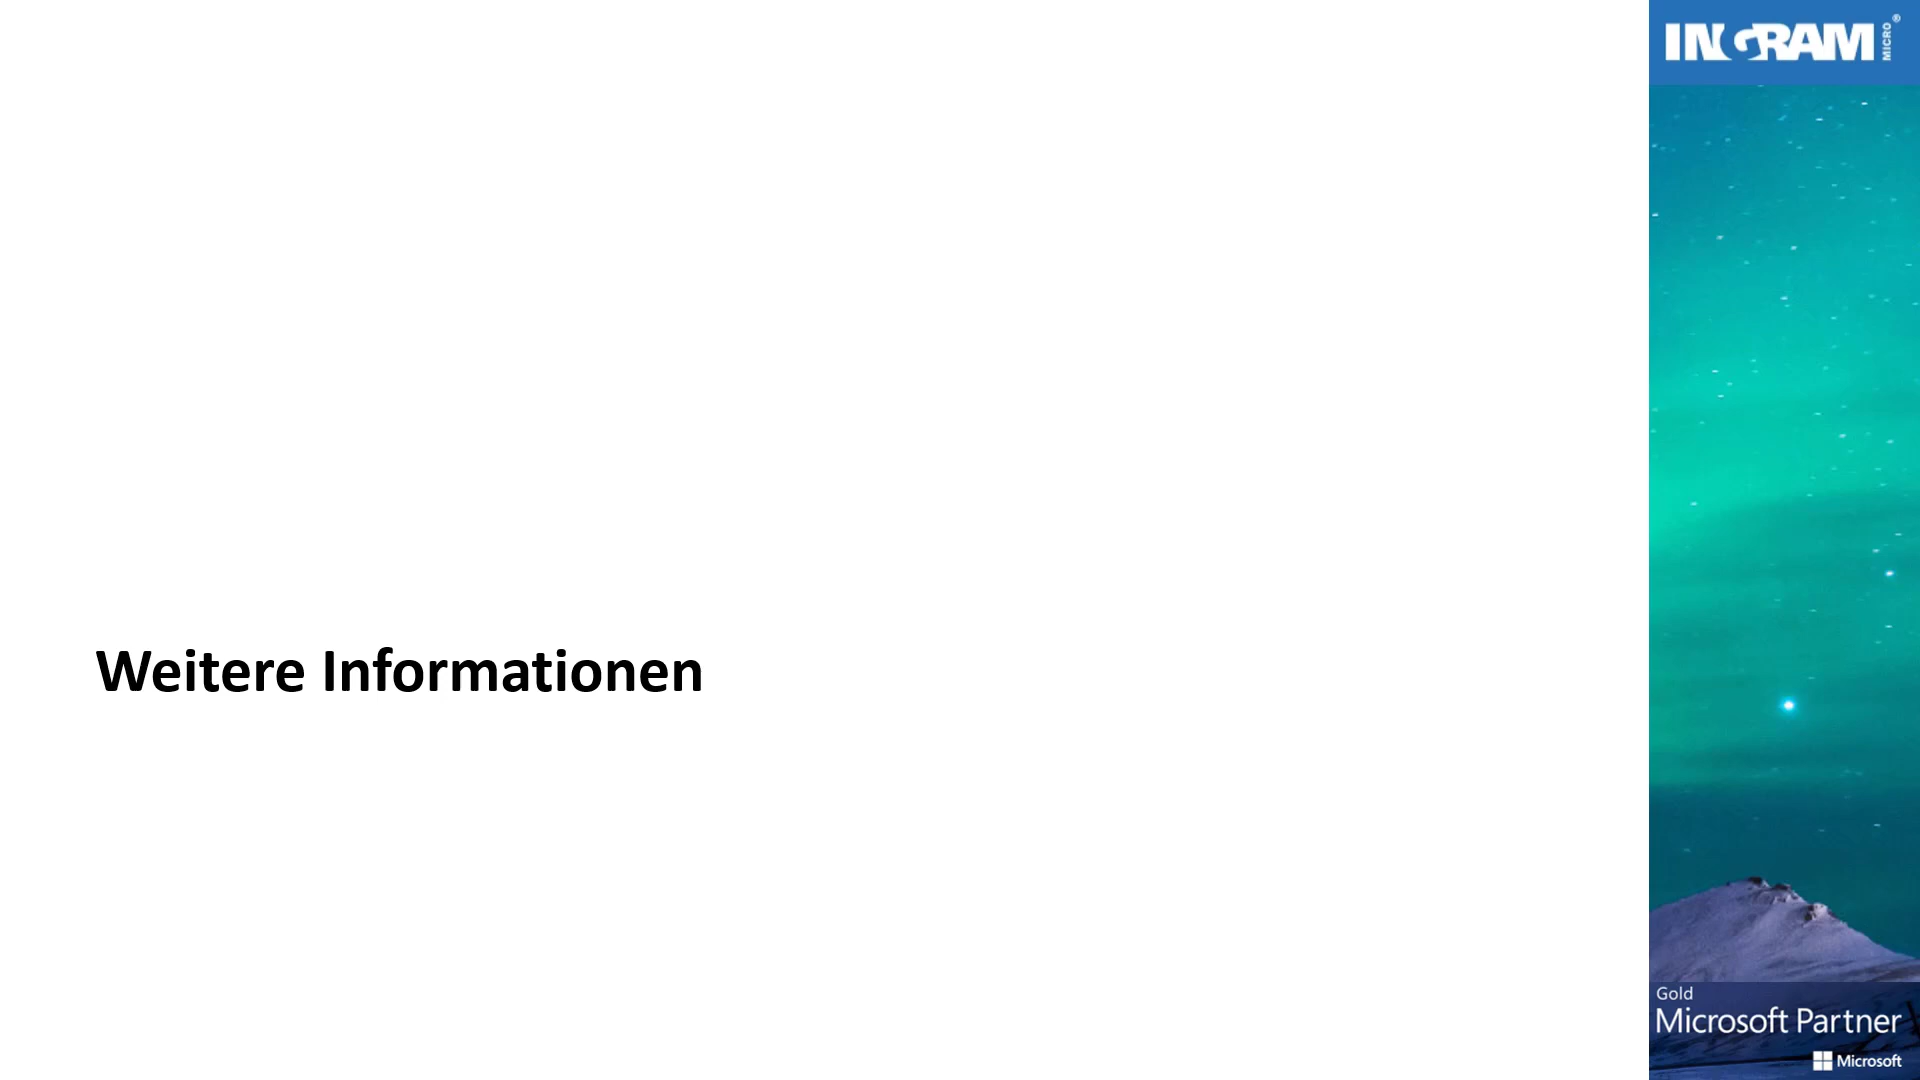 INGRAM MICRO®
Weitere Informationen
Gold
Microsoft Partner
Microsoft